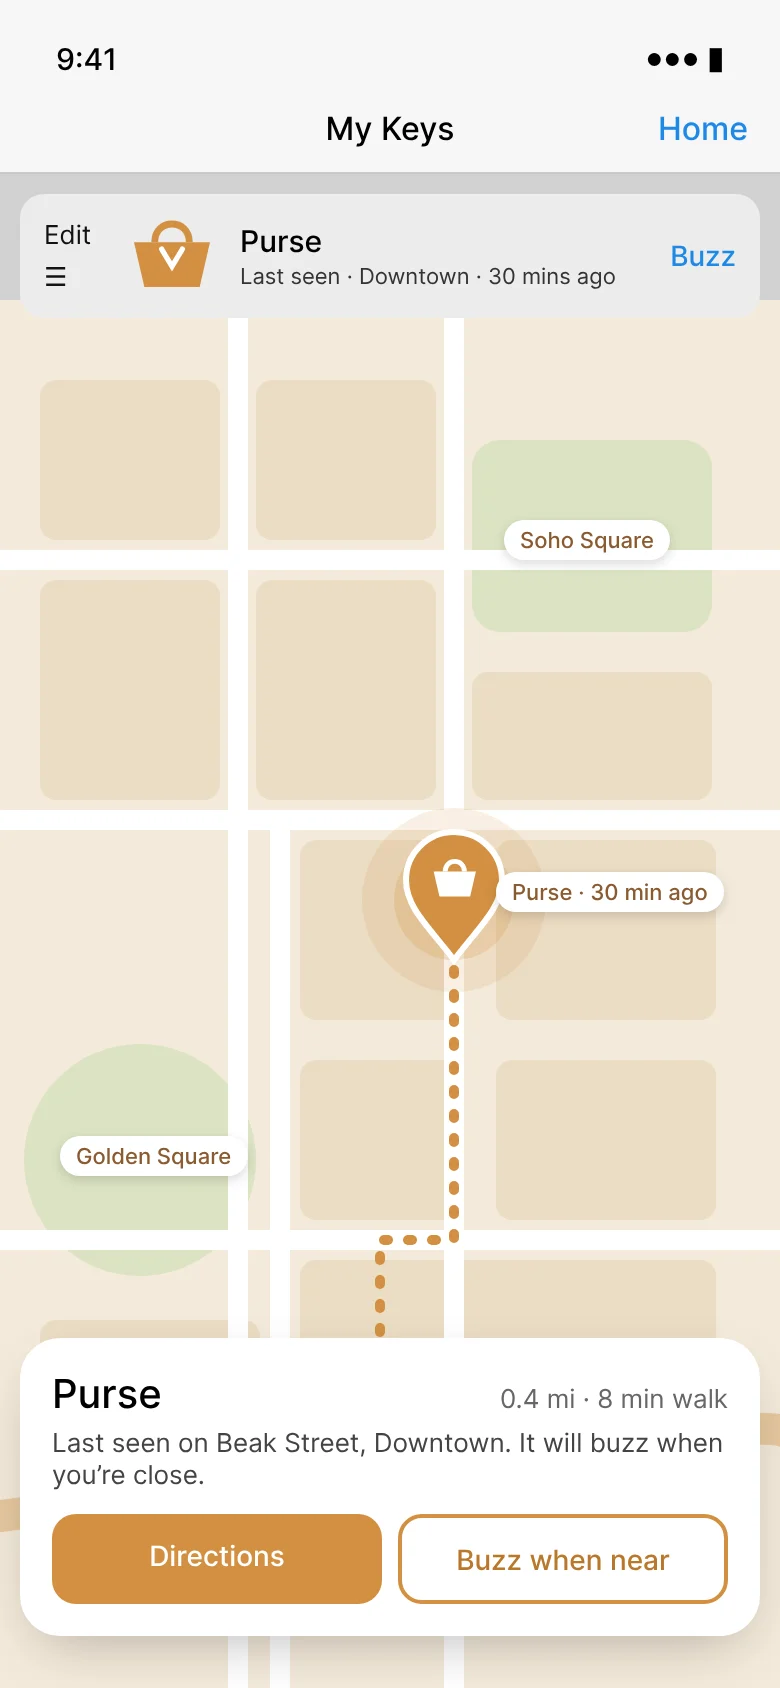 9:41
My Keys
Home
Edit
Purse
Last seen · Downtown · 30 mins ago
Buzz
Soho Square
Purse · 30 min ago
Golden Square
Purse
0.4 mi · 8 min walk
Last seen on Beak Street, Downtown. It will buzz when
you’re close.
Directions
Buzz when near